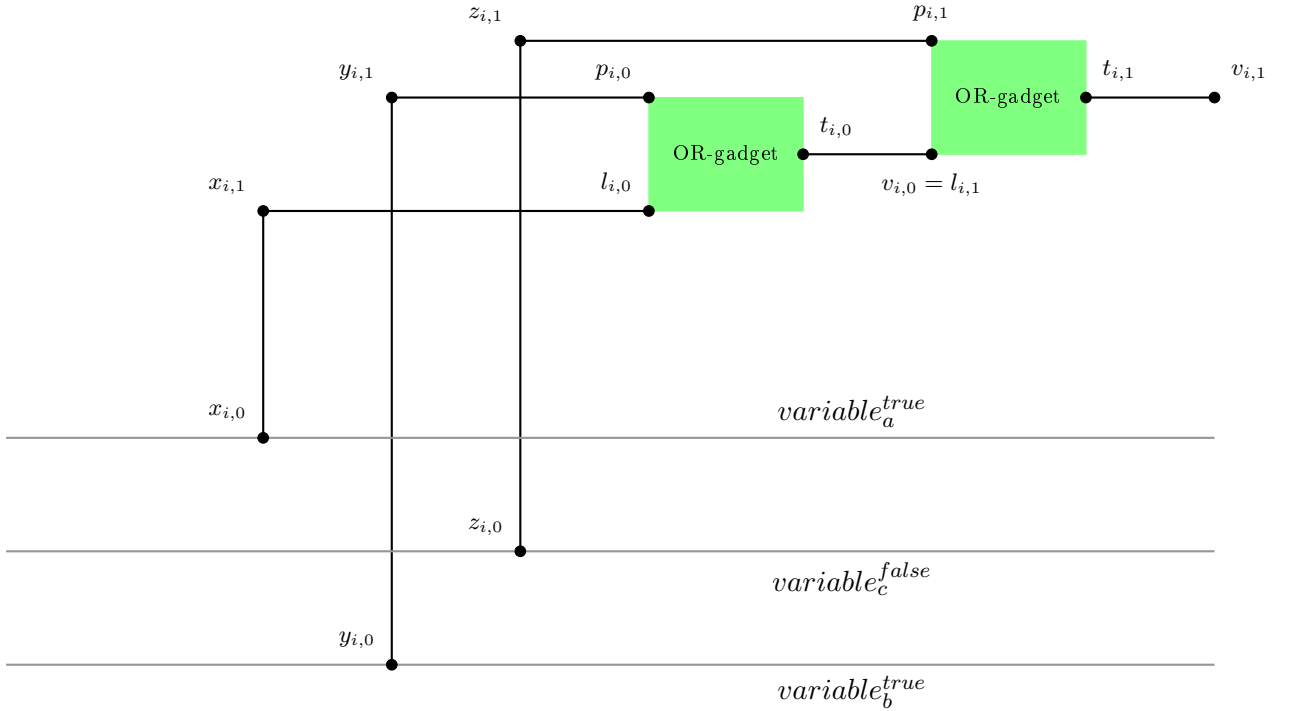 z_{i,1}
p_{i,1}
y_{i,1}
p_{i,0}
t_{i,1}
v_{i,1}
OR-gadget
t_{i,0}
OR-gadget
x_{i,1}
l_{i,0}
v_{i,0} = l_{i,1}
x_{i,0}
variable_a^{true}
z_{i,0}
variable_c^{false}
y_{i,0}
variable_b^{true}